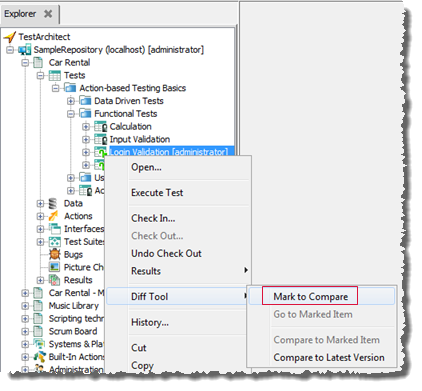 Explorer
TestArchitect
SampleRepository (localhost) [administrator]
Car Rental
Tests
Action-based Testing Basics
Data Driven Tests
Functional Tests
Calculation
Input Validation
Login Validation [administrator]
Open...
Us
Execute Test
Ac
Data
Check In...
Actions
Check Out...
Interfaces
Undo Check Out
Test Suites
Bugs
Results
Picture Che
Results
Diff Tool
Mark to Compare
Car Rental - M
Music Library
Go to Marked Item
Scripting techn
History...
Scrum Board
Compare to Marked Item
Systems & Pla
Cut
Compare to Latest Version
Built-In Actions
Copy
Administration